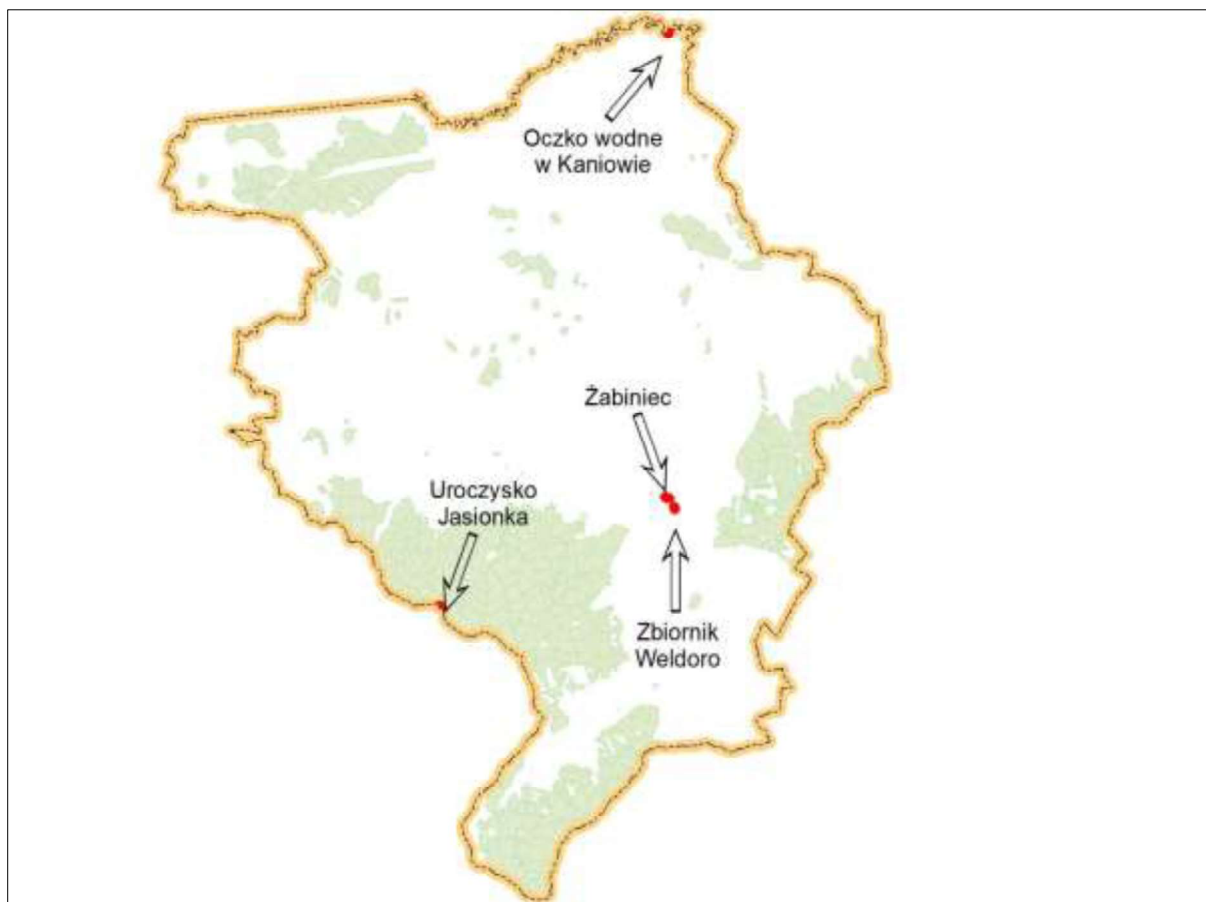 Oczko wodne
w Kaniowie
Żabiniec
Uroczysko
Jasionka
Zbiornik
Weldoro